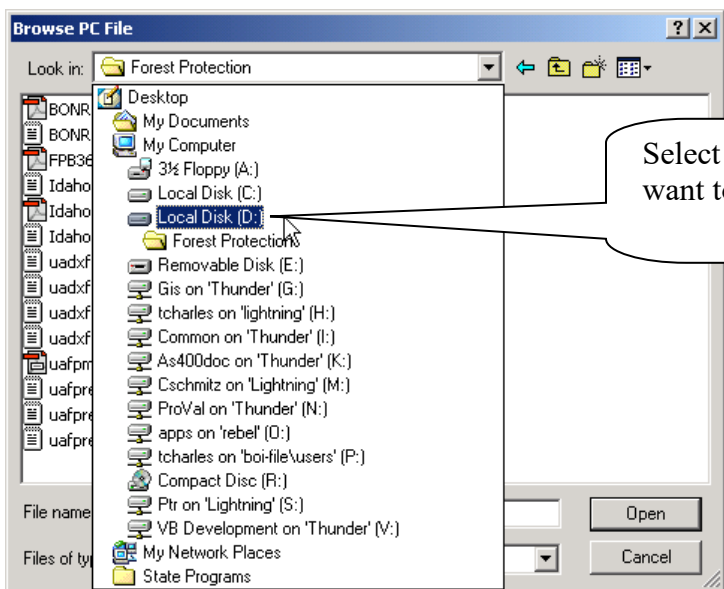 Browse PC File
Look in: Forest Protection
BONR
BONR
FPB36
Idaho
Idaho
Idaho
uadxf
uadxf
uadxf
uadxf
uafpm
uafpre
uafpre
uafpre
Desktop
My Documents
My Computer
3½ Floppy (A:)
Local Disk (C:)
Local Disk (D:)
Forest Protection
Removable Disk (E:)
Gis on 'Thunder' (G:)
tcharles on 'lightning' (H:)
Common on 'Thunder' (I:)
As400doc on 'Thunder' (K:)
Cschmitz on 'Lightning' (M:)
ProVal on 'Thunder' (N:)
apps on 'rebel' (O:)
tcharles on 'boi-file\users' (P:)
Compact Disc (R:)
Ptr on 'Lightning' (S:)
VB Development on 'Thunder' (V:)
My Network Places
State Programs
Select
want t
File name
Open
Files of ty
Cancel